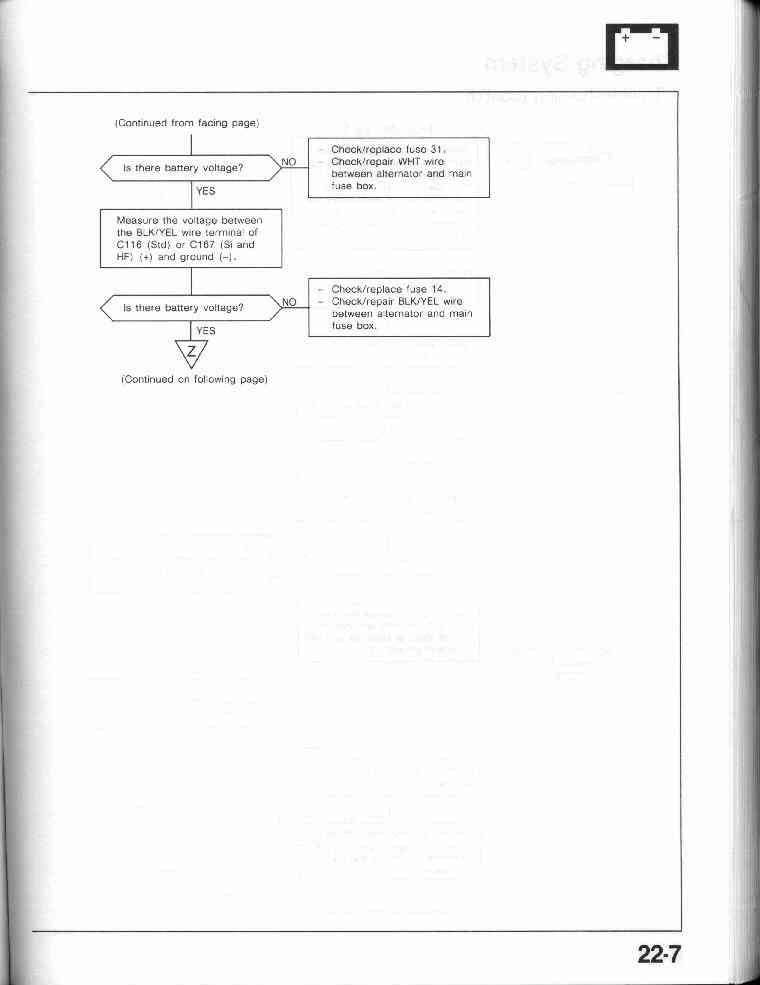 + -
(Continued from facing page)
Is there battery voltage?
NO
- Check/replace fuse 31.
- Check/repair WHT wire
between alternator and main
fuse box.
YES
Measure the voltage between
the BLK/YEL wire terminal of
C116 (Std) or C167 (Si and
HF) (+) and ground (-).
Is there battery voltage?
NO
- Check/replace fuse 14.
- Check/repair BLK/YEL wire
between alternator and main
fuse box.
YES
Z
(Continued on following page)
22-7